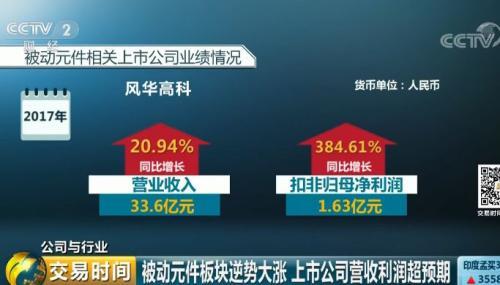 CCTV 2
财经
CCTV
被动元件相关上市公司业绩情况
风华高科
货币单位：人民币
2017年
20.94%
同比增长
营业收入
33.6亿元
384.61%
同比增长
扣非归母净利润
1.63亿元
公司与行业
交易时间
被动元件板块逆势大涨 上市公司营收利润超预期
印度孟买
▲3558